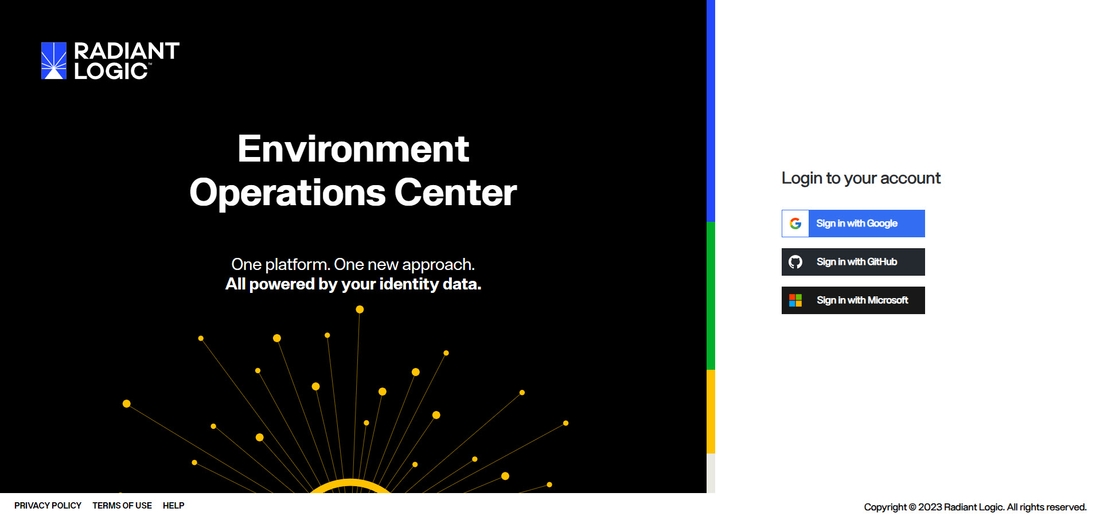 RADIANT
LOGIC™
Environment
Operations Center
One platform. One new approach.
All powered by your identity data.
Login to your account
Sign in with Google
Sign in with GitHub
Sign in with Microsoft
PRIVACY POLICY TERMS OF USE HELP
Copyright © 2023 Radiant Logic. All rights reserved.